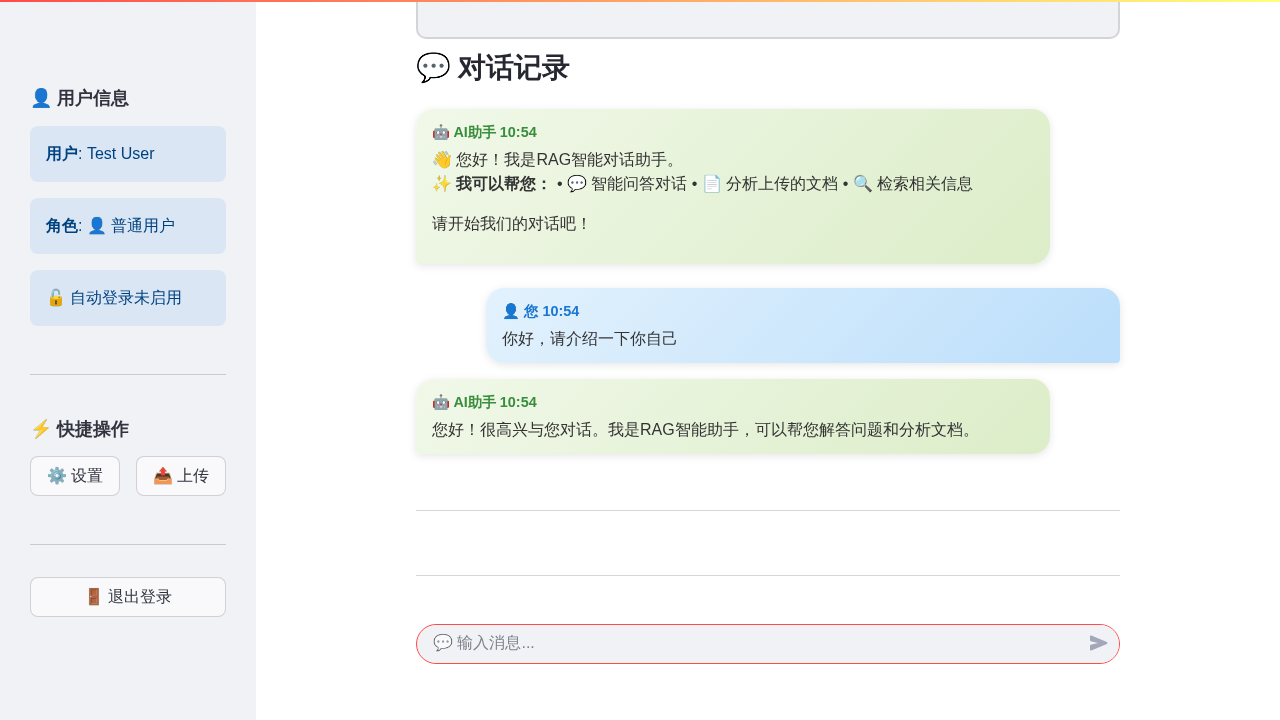 👤 用户信息
用户: Test User
角色: 👤 普通用户
🔓 自动登录未启用
⚡ 快捷操作
⚙️ 设置
📤 上传
🚪 退出登录
💬 对话记录
🤖 AI助手 10:54
👋 您好！我是RAG智能对话助手。
✨ 我可以帮您： • 💬 智能问答对话 • 📄 分析上传的文档 • 🔍 检索相关信息
请开始我们的对话吧！
👤 您 10:54
你好，请介绍一下你自己
🤖 AI助手 10:54
您好！很高兴与您对话。我是RAG智能助手，可以帮您解答问题和分析文档。
💬 输入消息...